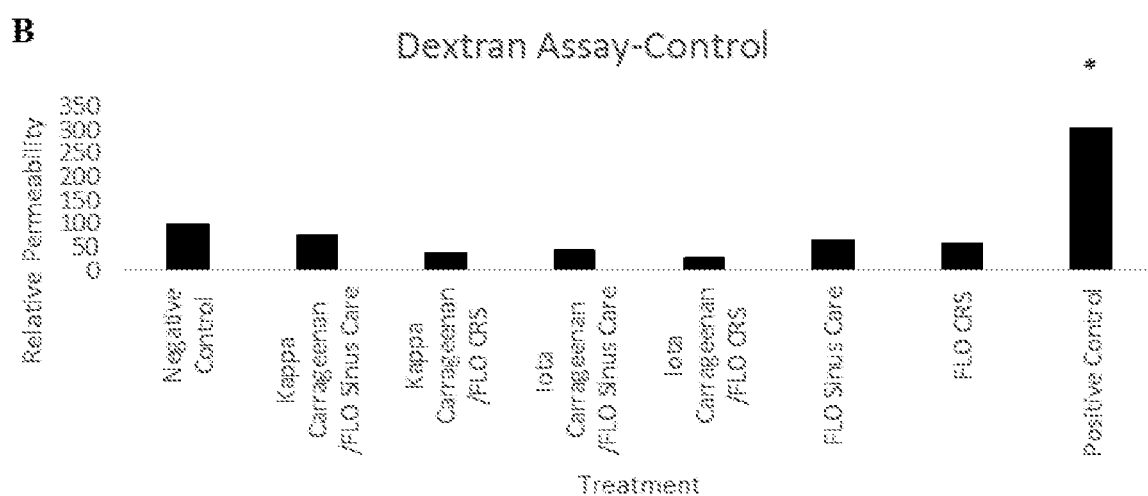 B
Dextran Assay-Control
*
Relative Permeability
350
300
250
200
150
100
50
0
Negative
Control
Kappa
Carrageenan
/FLO Sinus Care
Kappa
Carrageenan
/FLO CRS
Iota
Carrageenan
/FLO Sinus Care
Iota
Carrageenan
/FLO CRS
FLO Sinus Care
FLO CRS
Positive Control
Treatment